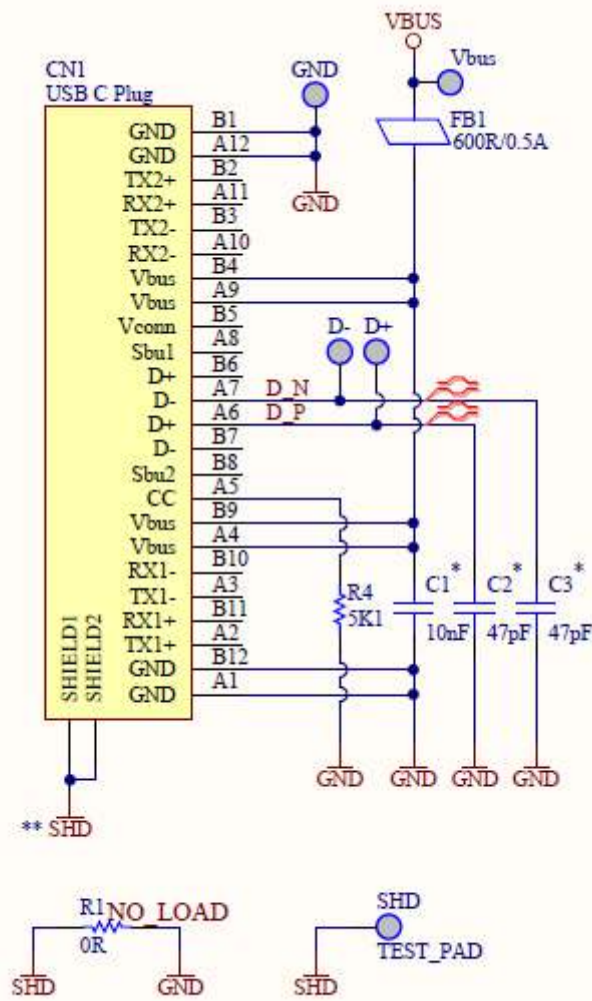 VBUS
Vbus
CN1
USB C Plug
GND
FB1
600R/0.5A
GND B1
GND A12
TX2+ B2
RX2+ A11
GND
TX2- B3
RX2- A10
Vbus B4
Vbus A9
Vconn B5
D- D+
Sbu1 A8
D+ B6
D- A7 D_N
D+ A6 D_P
D- B7
Sbu2 B8
CC A5
Vbus B9
Vbus A4
RX1- B10
TX1- A3
RX1+ B11
TX1+ A2
GND B12
GND A1
R4
5K1
C1 *
10nF
C2 *
47pF
C3 *
47pF
SHIELD1
SHIELD2
GND GND GND GND
** SHD
R1 NO_LOAD
0R
SHD GND
SHD
TEST_PAD
SHD